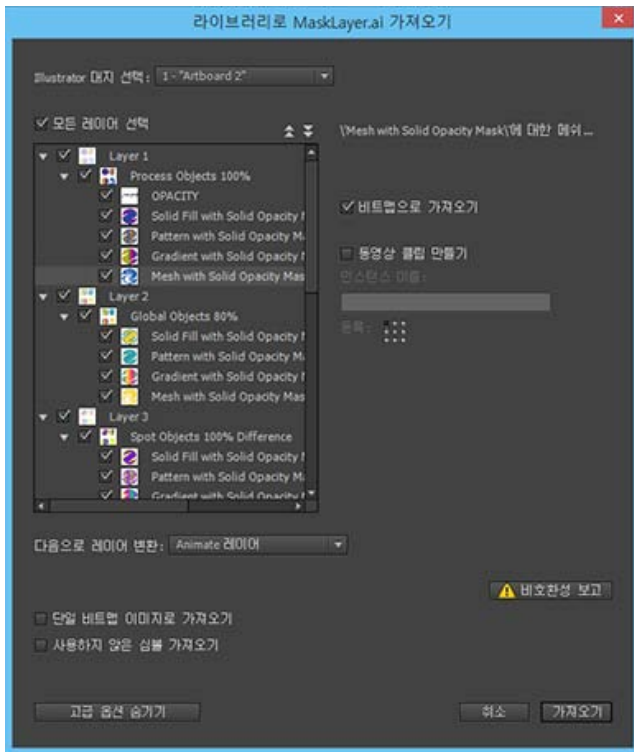 라이브러리로 MaskLayer.ai 가져오기
Illustrator 대지 선택: 1 - "Artboard 2"
모든 레이어 선택
\'Mesh with Solid Opacity Mask\'에 대한 메쉬 ...
Layer 1
Process Objects 100%
OPACITY
비트맵으로 가져오기
Solid Fill with Solid Opacity M
Pattern with Solid Opacity Ma
Gradient with Solid Opacity M
Mesh with Solid Opacity Mas
동영상 클립 만들기
인스턴스 이름:
등록:
Layer 2
Global Objects 80%
Solid Fill with Solid Opacity M
Pattern with Solid Opacity M
Gradient with Solid Opacity M
Mesh with Solid Opacity Mas
Layer 3
Spot Objects 100% Difference
Solid Fill with Solid Opacity M
Pattern with Solid Opacity Ma
Gradient with Solid Opacity M
다음으로 레이어 변환: Animate 레이어
비호환성 보고
단일 비트맵 이미지로 가져오기
사용하지 않은 심볼 가져오기
고급 옵션 숨기기
취소
가져오기